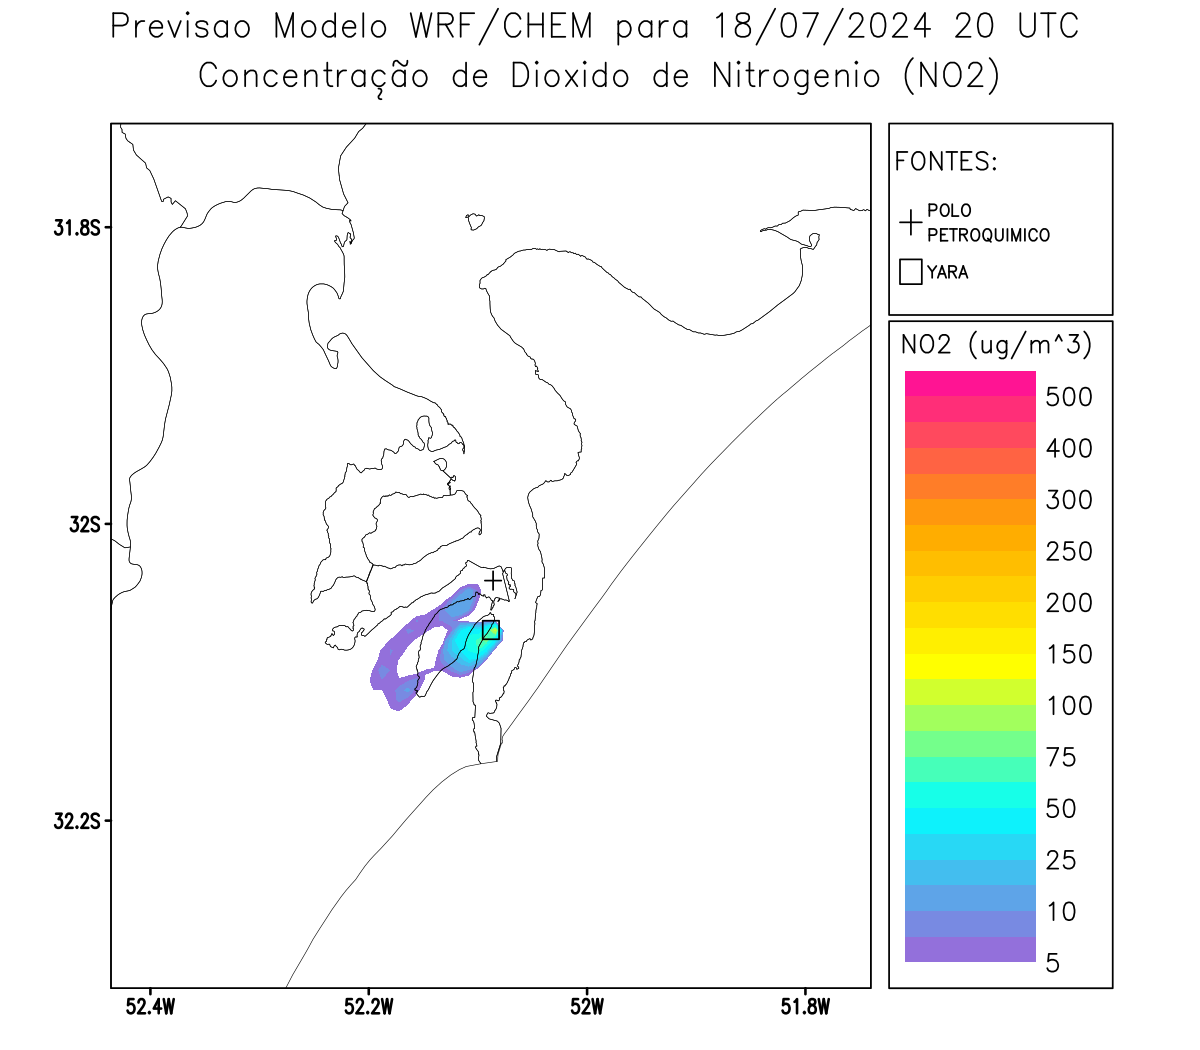 Previsao Modelo WRF/CHEM para 18/07/2024 20 UTC
Concentração de Dioxido de Nitrogenio (NO2)
FONTES:
POLO
PETROQUIMICO
YARA
NO2 (ug/m^3)
500
400
300
250
200
150
100
75
50
25
10
5
31.8S
32S
32.2S
52.4W
52.2W
52W
51.8W